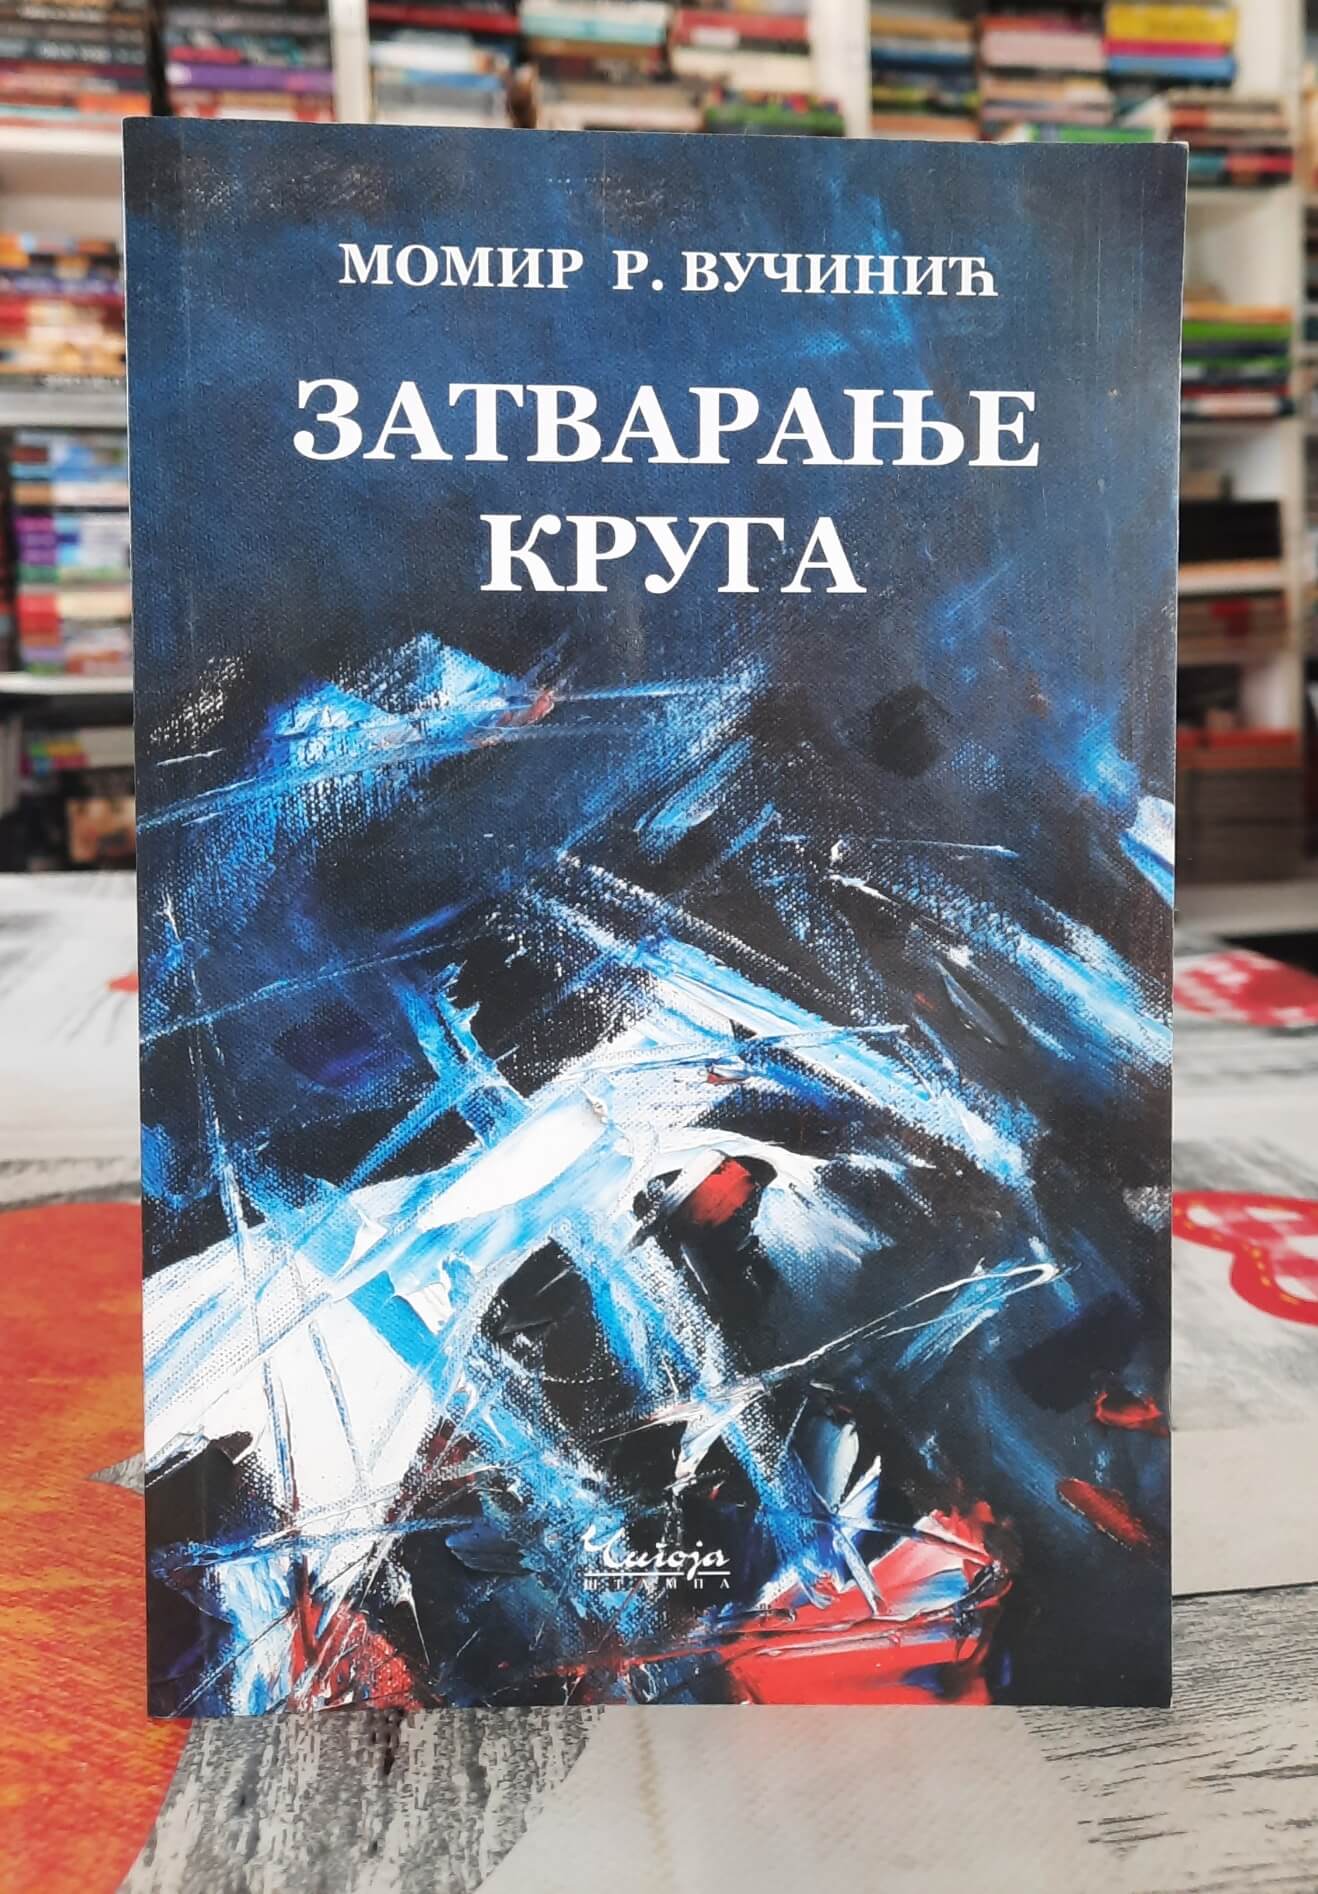 МОМИР Р. ВУЧИНИЋ
ЗАТВАРАЊЕ
КРУГА
Чигоја
ШТАМПА